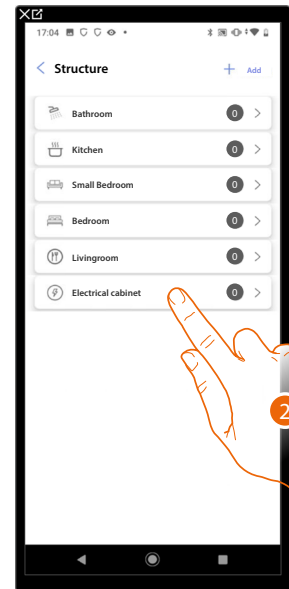 17:04
Structure
+ Add
Bathroom 0
Kitchen 0
Small Bedroom 0
Bedroom 0
Livingroom 0
Electrical cabinet 0
2